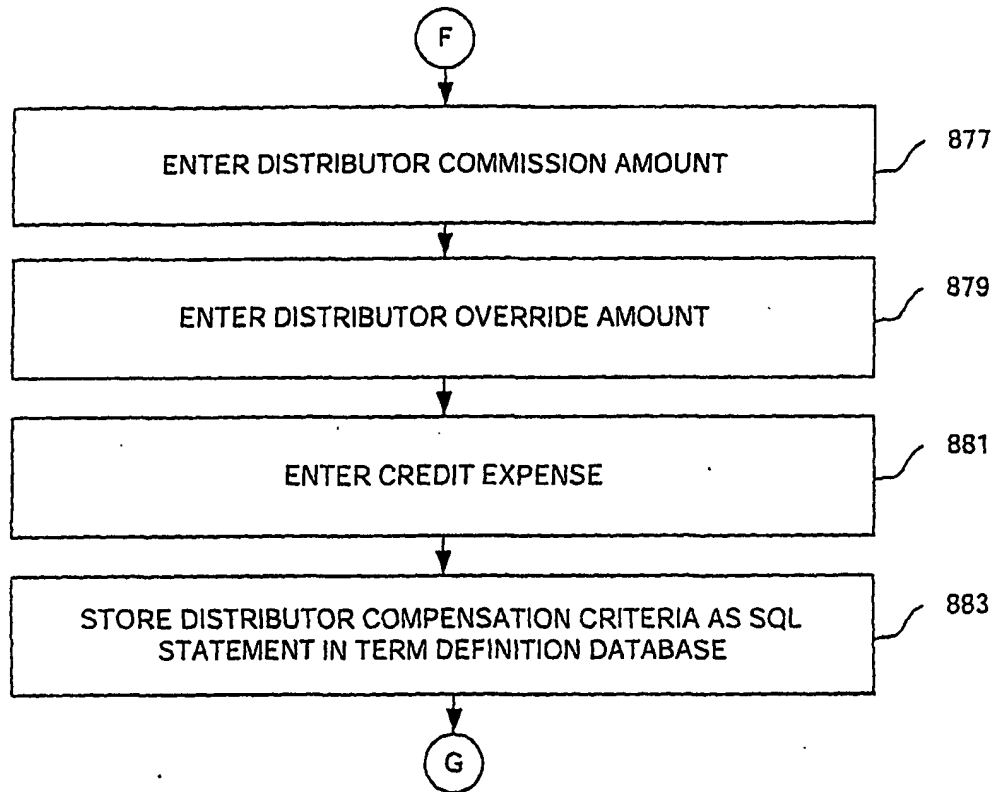 F
ENTER DISTRIBUTOR COMMISSION AMOUNT
877
ENTER DISTRIBUTOR OVERRIDE AMOUNT
879
ENTER CREDIT EXPENSE
881
STORE DISTRIBUTOR COMPENSATION CRITERIA AS SQL
STATEMENT IN TERM DEFINITION DATABASE
883
G